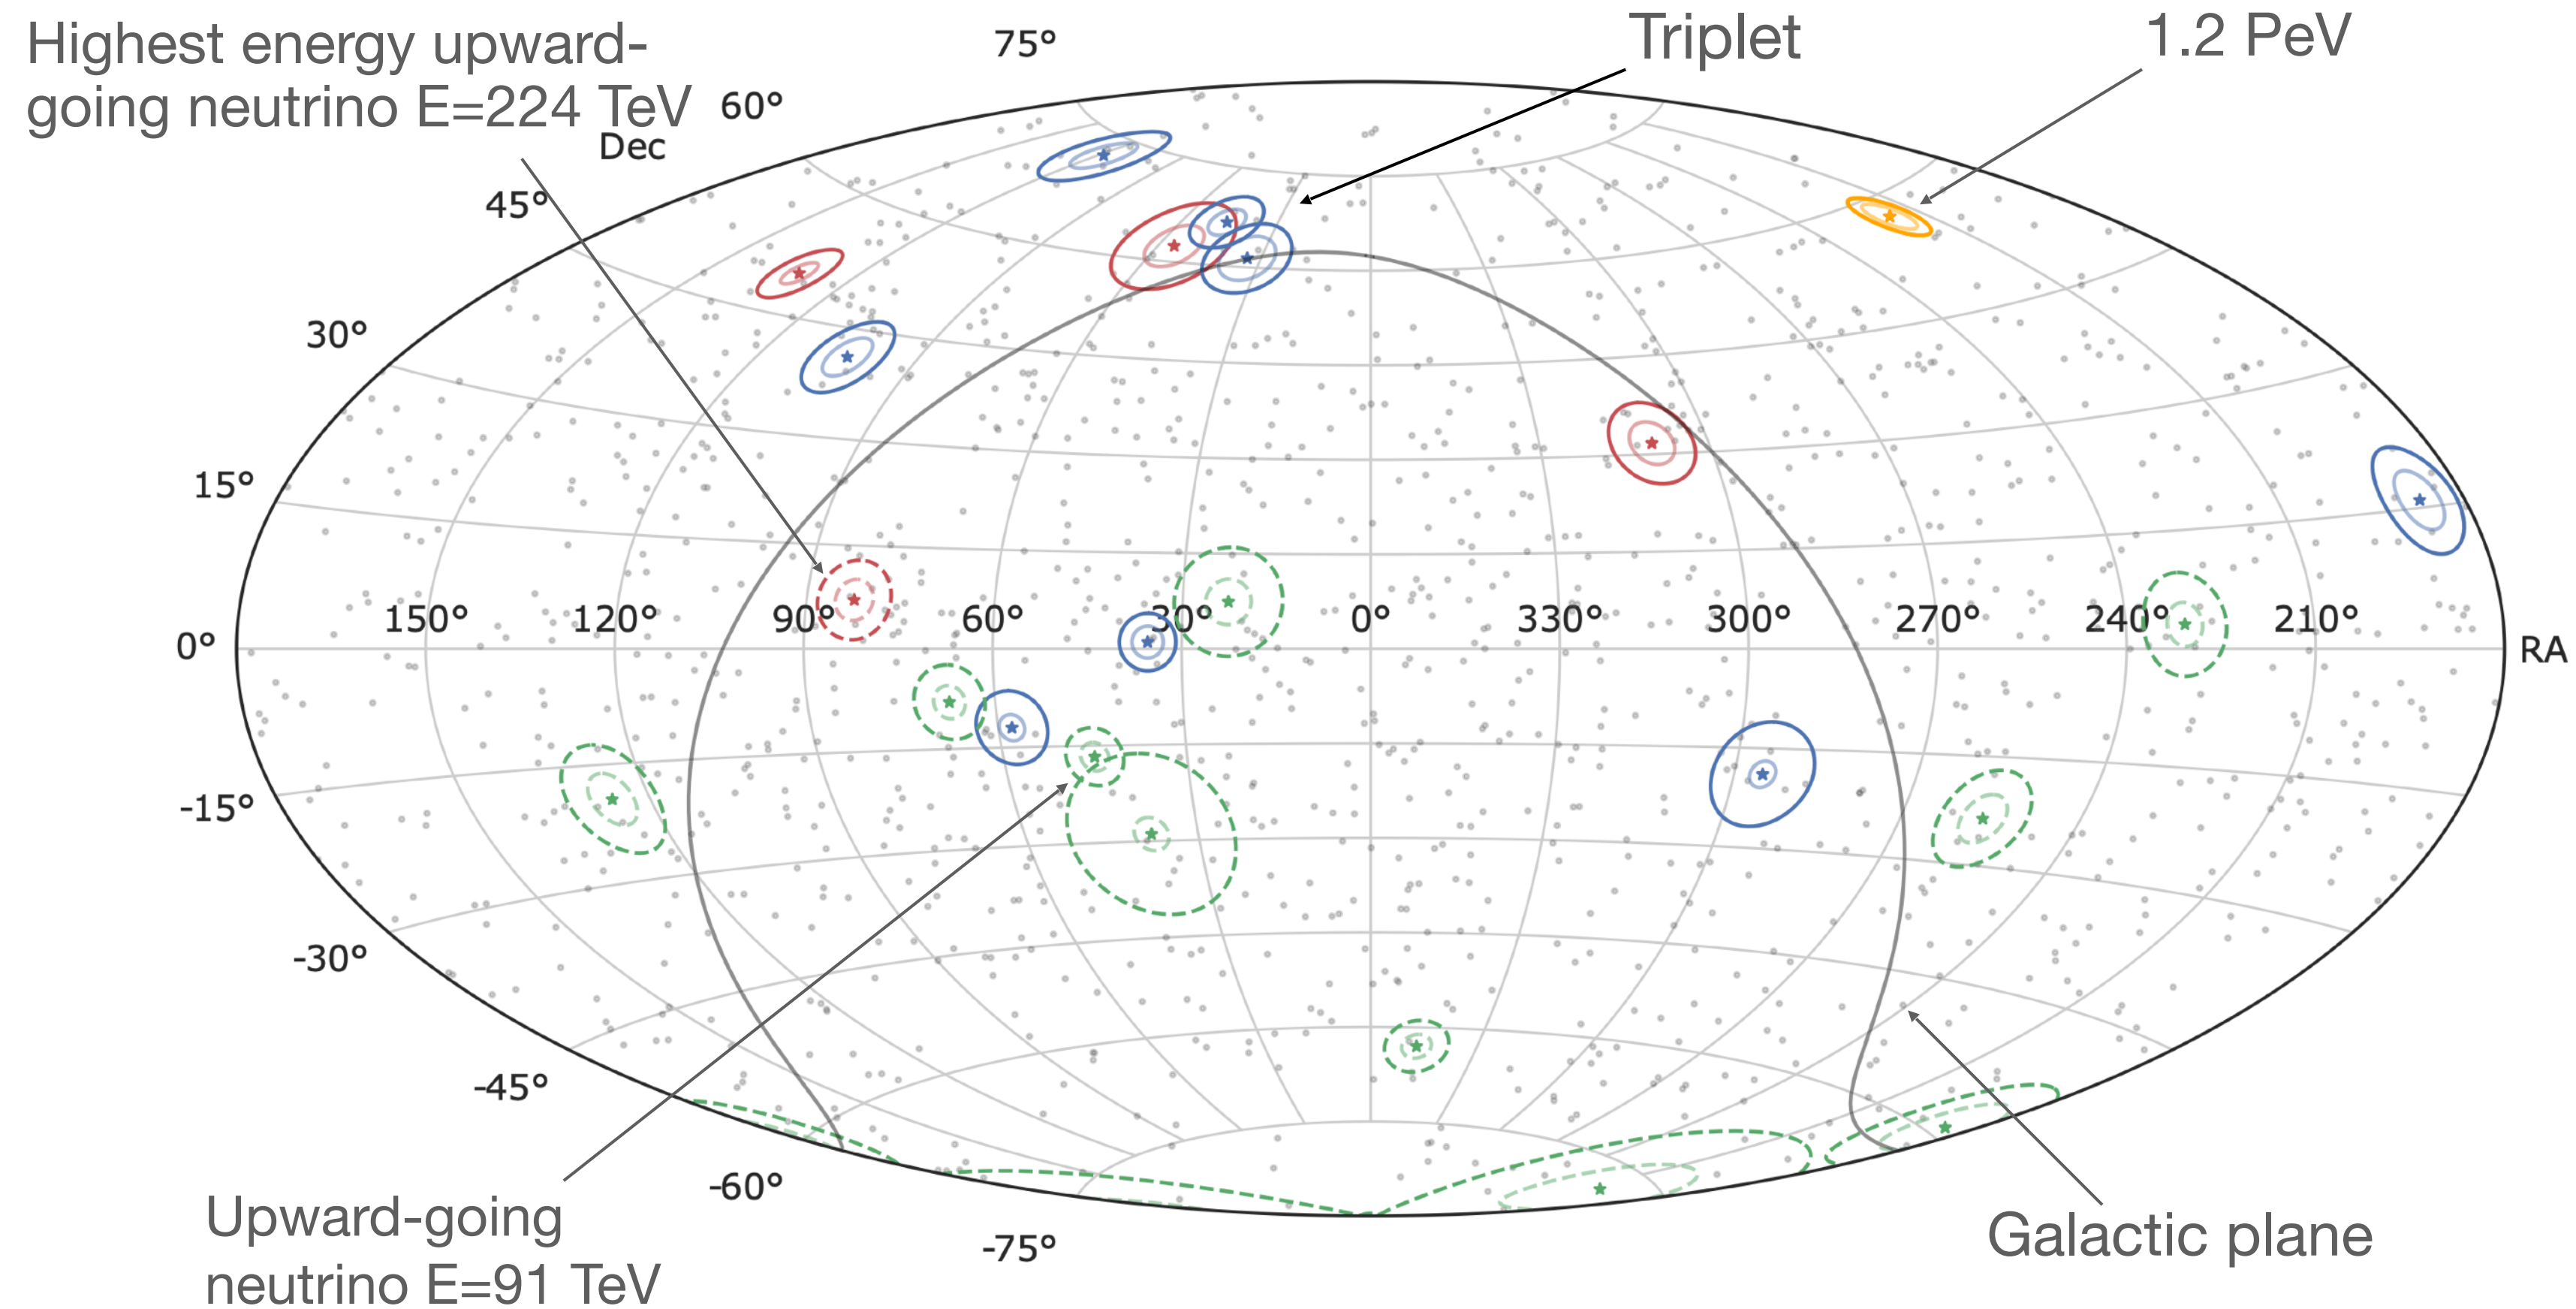 Highest energy upward-
going neutrino E=224 TeV
Triplet
1.2 PeV
75°
60°
Dec
45°
30°
15°
150°
120°
90°
60°
30°
0°
330°
300°
270°
240°
210°
0°
RA
-15°
-30°
-45°
-60°
-75°
Upward-going
neutrino E=91 TeV
Galactic plane